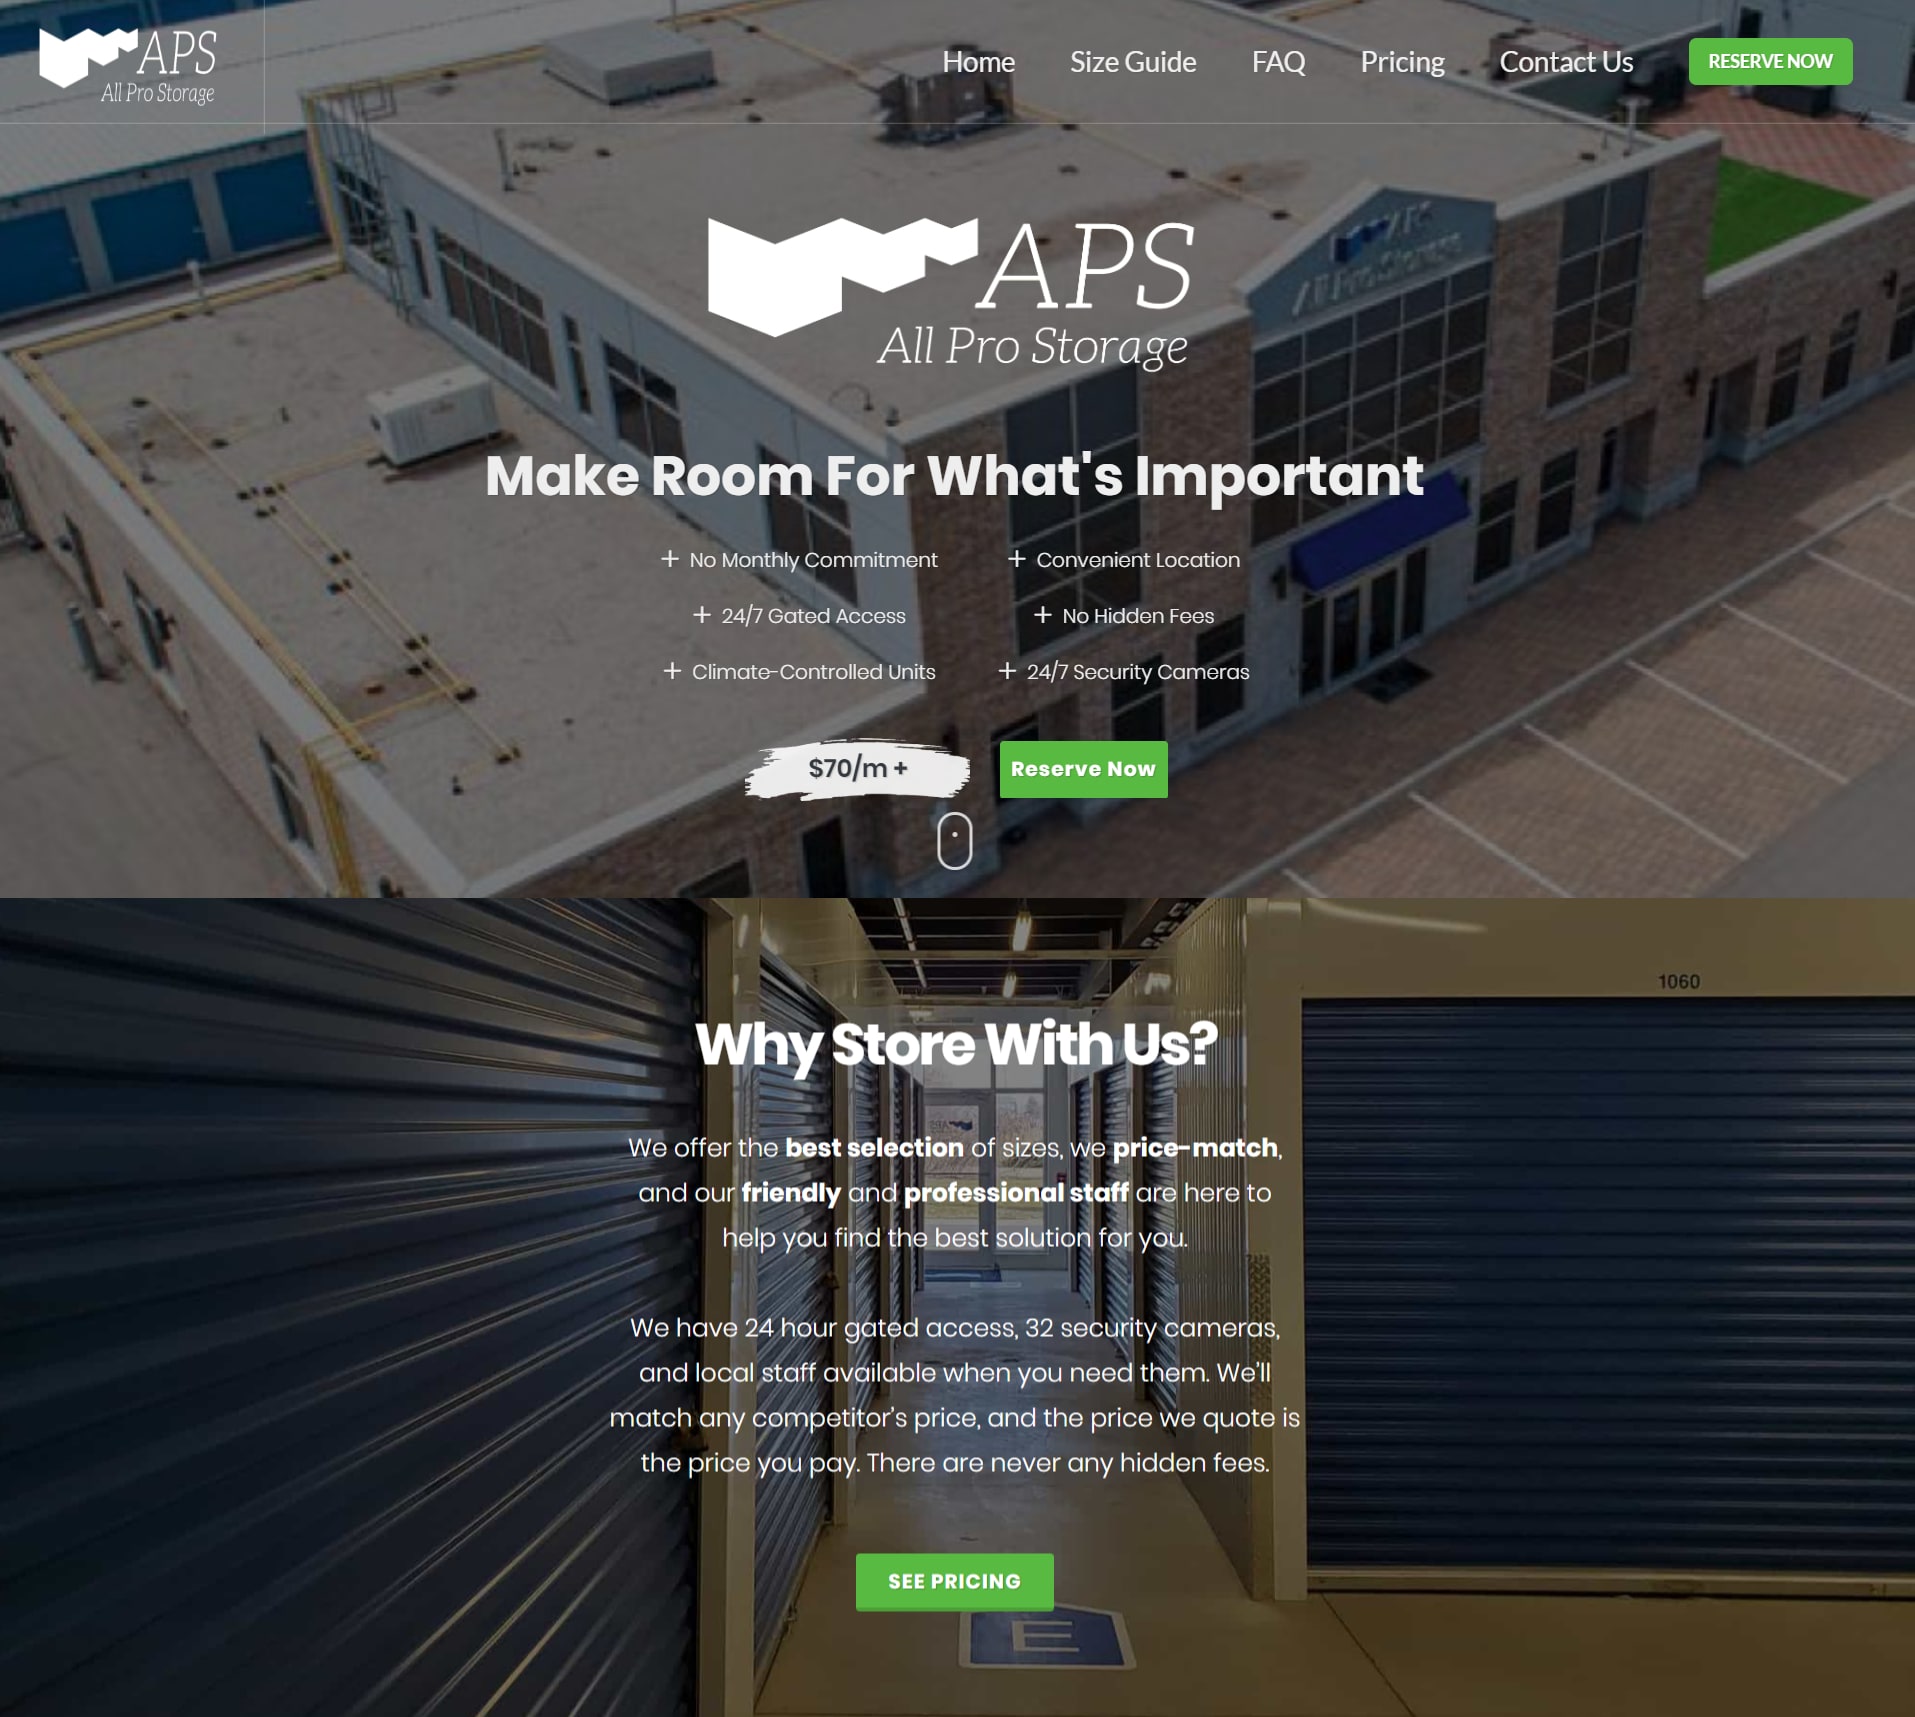 APS
All Pro Storage
Home Size Guide FAQ Pricing Contact Us RESERVE NOW
APS
All Pro Storage
APS
All Pro Storage
Make Room For What's Important
+ No Monthly Commitment + Convenient Location
+ 24/7 Gated Access + No Hidden Fees
+ Climate-Controlled Units + 24/7 Security Cameras
$70/m + Reserve Now
1060
Why Store With Us?
APS
We offer the best selection of sizes, we price-match,
and our friendly and professional staff are here to
help you find the best solution for you.
We have 24 hour gated access, 32 security cameras,
and local staff available when you need them. We’ll
match any competitor’s price, and the price we quote is
the price you pay. There are never any hidden fees.
SEE PRICING
E